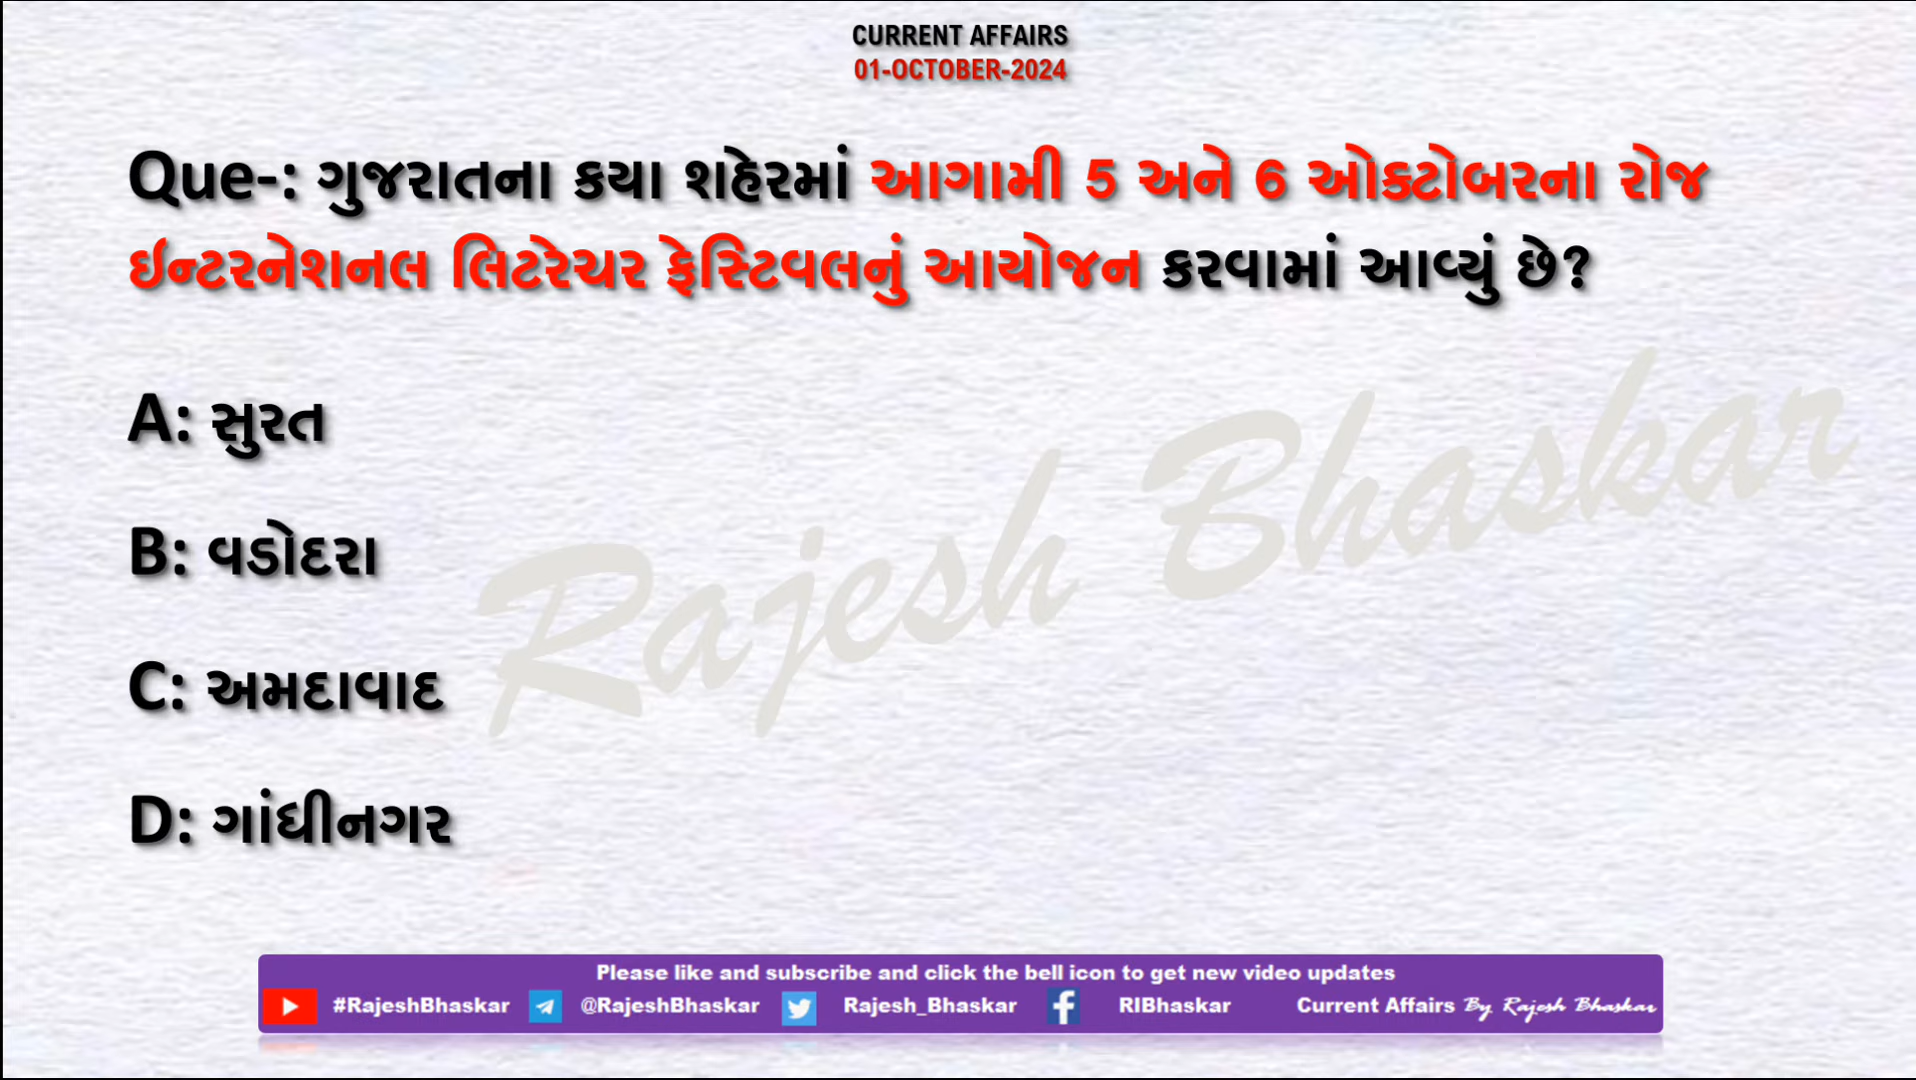 CURRENT AFFAIRS
01-OCTOBER-2024
Que-: ગુજરાતના કયા શહેરમાં આગામી 5 અને 6 ઓક્ટોબરના રોજ
ઈન્ટરનેશનલ લિટરેચર ફેસ્ટિવલનું આયોજન કરવામાં આવ્યું છે?
A: સુરત
B: વડોદરા
C: અમદાવાદ
D: ગાંધીનગર
Rajesh Bhaskar
Please like and subscribe and click the bell icon to get new video updates
#RajeshBhaskar @RajeshBhaskar Rajesh_Bhaskar RIBhaskar Current Affairs By Rajesh Bhaskar